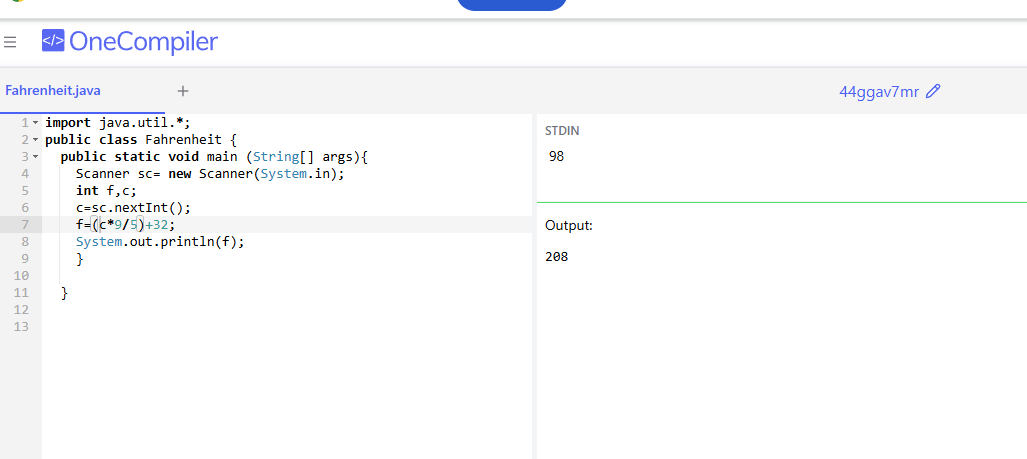 </> OneCompiler
Fahrenheit.java +
44ggav7mr
1 import java.util.*;
2 public class Fahrenheit {
3 public static void main (String[] args){
4 Scanner sc= new Scanner(System.in);
5 int f,c;
6 c=sc.nextInt();
7 f=(c*9/5)+32;
8 System.out.println(f);
9 }
10
11 }
12
13
STDIN
98
Output:
208